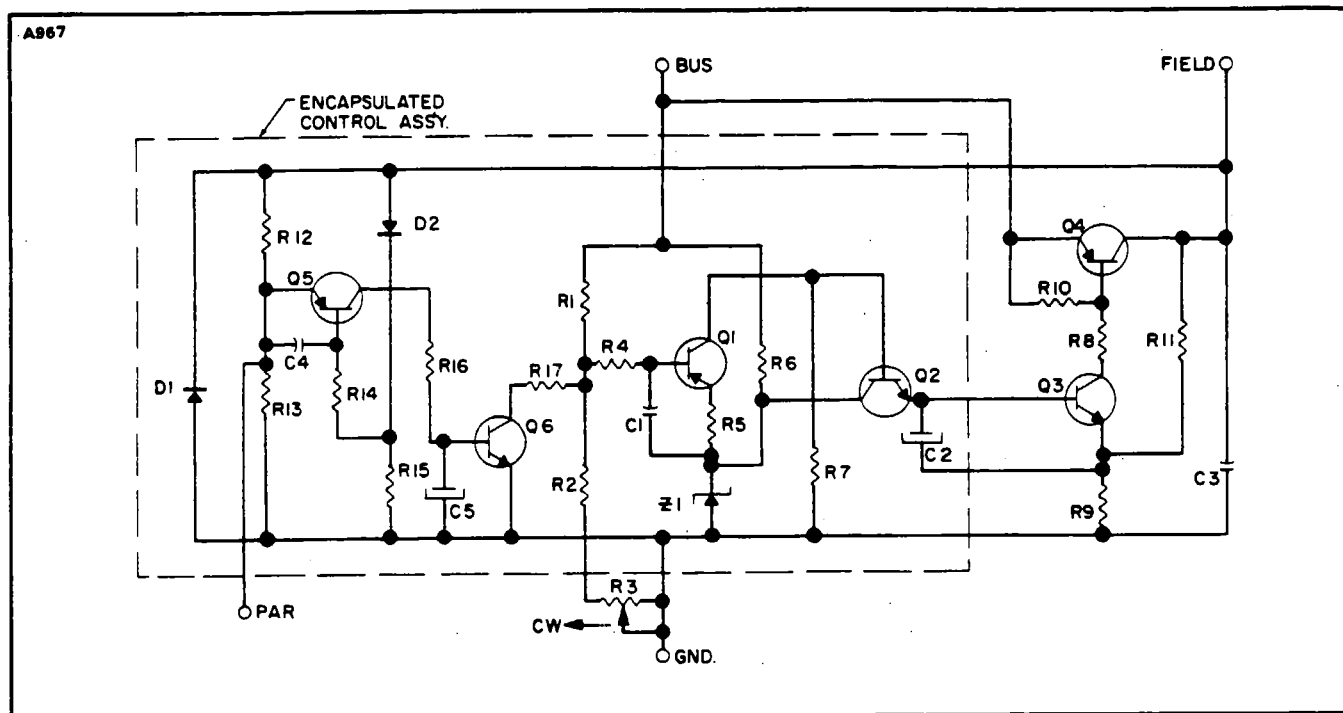 A967
BUS
FIELD
ENCAPSULATED
CONTROL ASSY.
D2
Q4
R12
Q5
R10
R1
Q1
R8
R11
R4
R6
C4
R16
Q2
Q3
D1
R17
R13
R14
C1
R5
Q6
C2
R15
R2
R7
C3
C5
Z1
R9
R3
PAR
CW
GND.